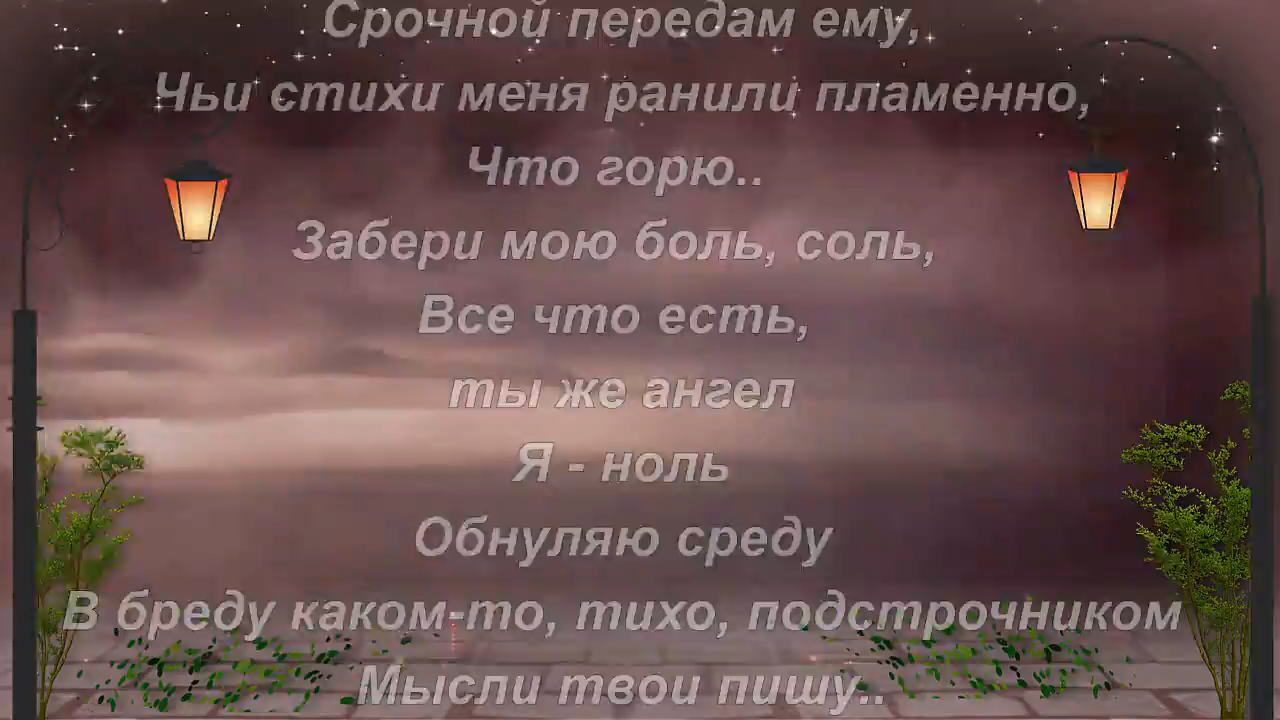 Срочной передам ему,
Чьи стихи меня ранили пламенно,
Что горю..
Забери мою боль, соль,
Все что есть,
ты же ангел
Я - ноль
Обнуляю среду
В бреду каком-то, тихо, подстрочником
Мысли твои пишу..